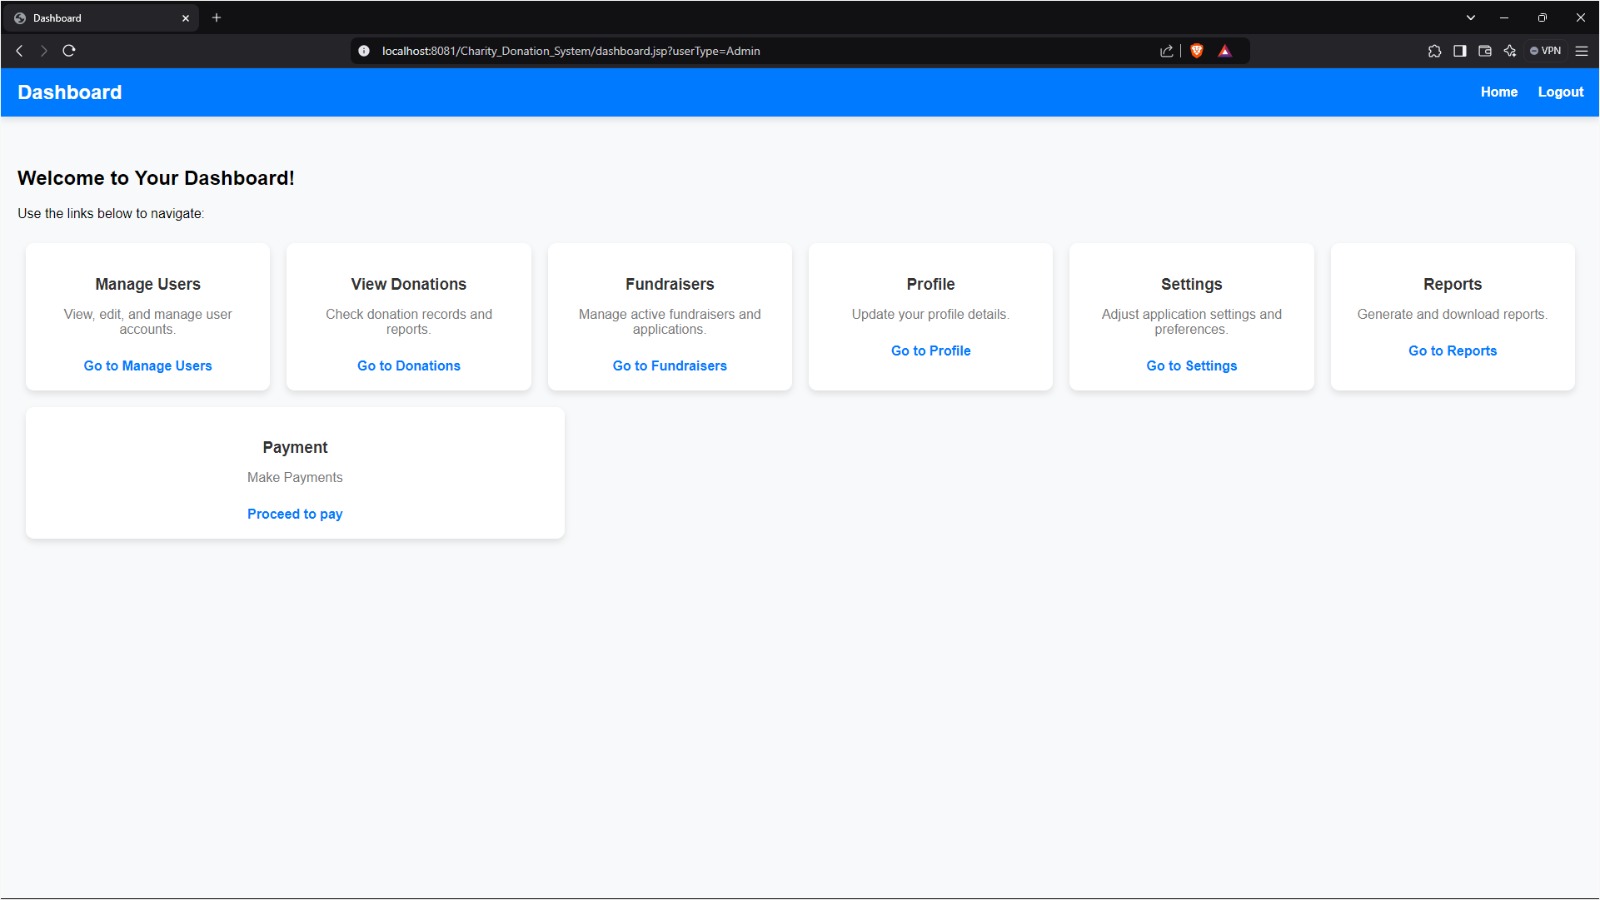 Dashboard
localhost:8081/Charity_Donation_System/dashboard.jsp?userType=Admin
VPN
Dashboard
Home
Logout
Welcome to Your Dashboard!
Use the links below to navigate:
Manage Users
View, edit, and manage user
accounts.
Go to Manage Users
View Donations
Check donation records and
reports.
Go to Donations
Fundraisers
Manage active fundraisers and
applications.
Go to Fundraisers
Profile
Update your profile details.
Go to Profile
Settings
Adjust application settings and
preferences.
Go to Settings
Reports
Generate and download reports.
Go to Reports
Payment
Make Payments
Proceed to pay